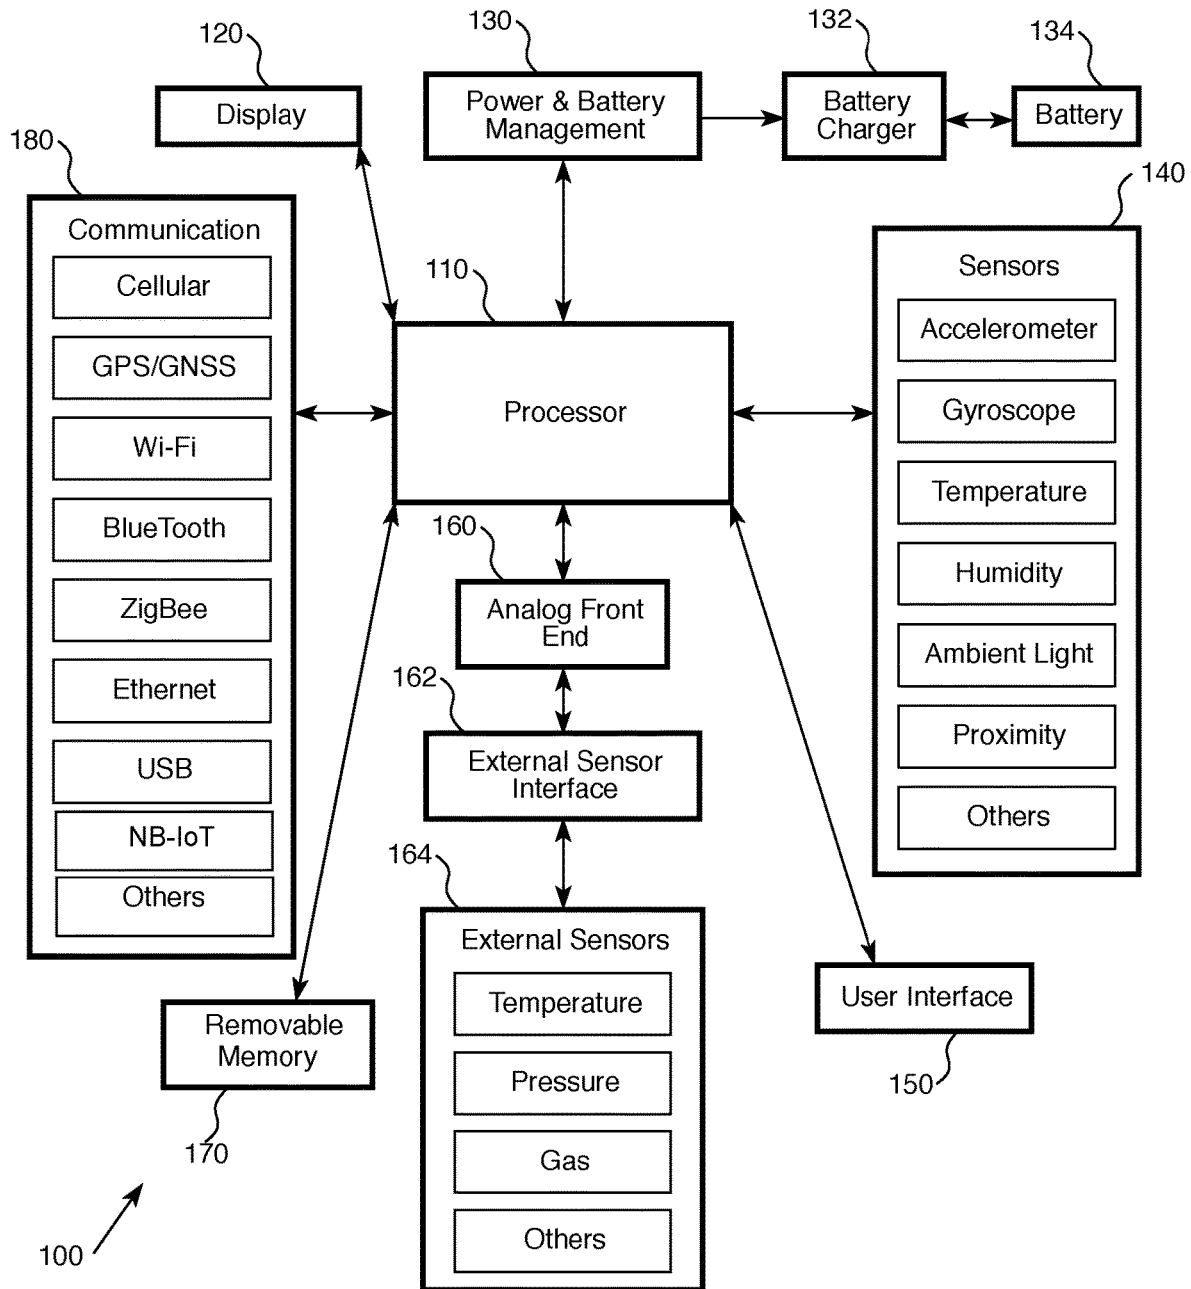 120
130
132
134
Display
Power & Battery
Management
Battery
Charger
Battery
180
140
Communication
Cellular
GPS/GNSS
Wi-Fi
BlueTooth
ZigBee
Ethernet
USB
NB-IoT
Others
110
Processor
Sensors
Accelerometer
Gyroscope
Temperature
Humidity
Ambient Light
Proximity
Others
160
Analog Front
End
162
External Sensor
Interface
164
External Sensors
Temperature
Pressure
Gas
Others
Removable
Memory
170
User Interface
150
100